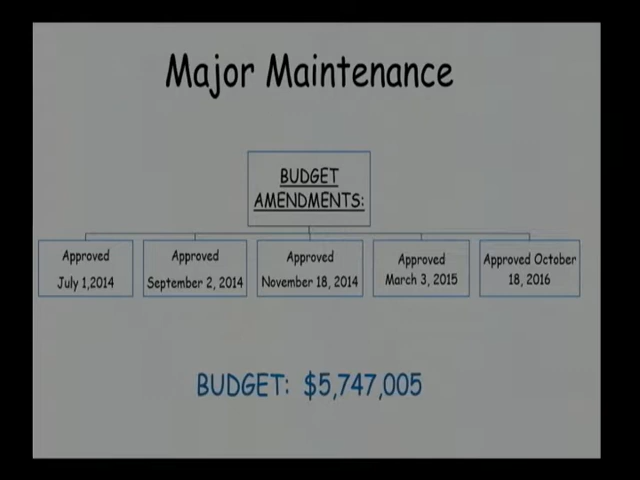 Major Maintenance
BUDGET
AMENDMENTS:
Approved
July 1,2014
Approved
September 2, 2014
Approved
November 18, 2014
Approved
March 3, 2015
Approved October
18, 2016
BUDGET: $5,747,005